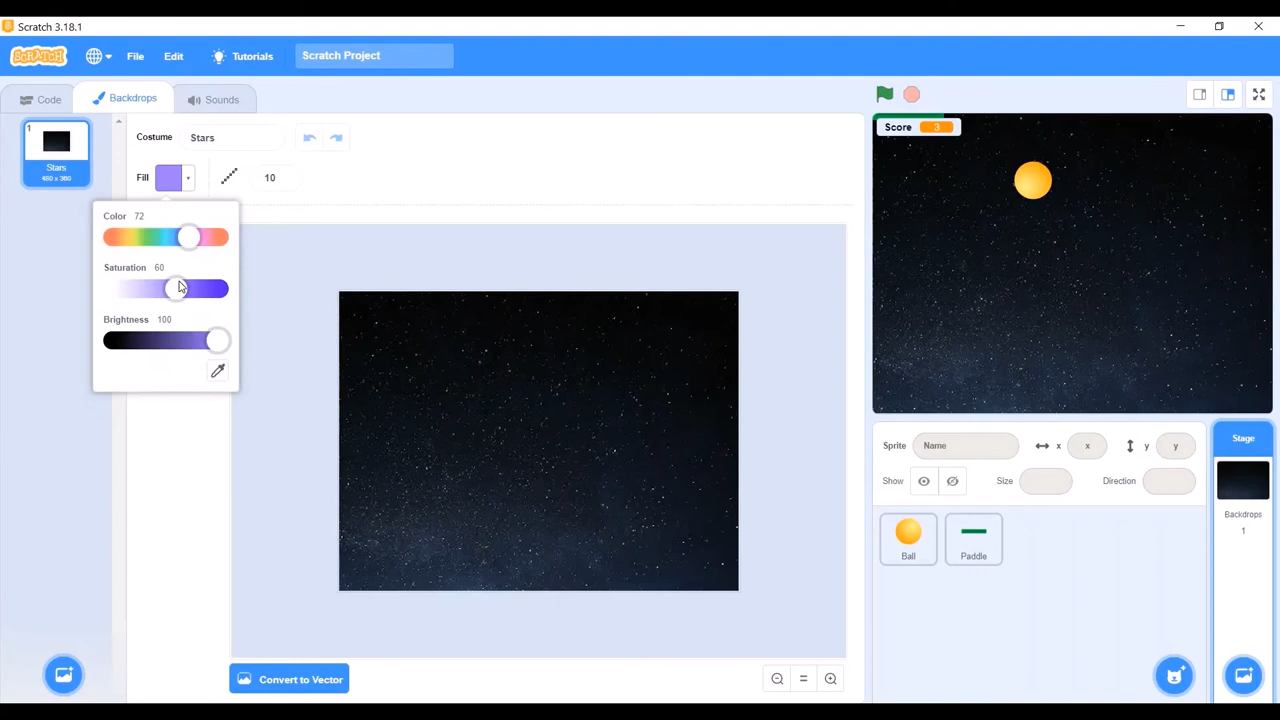 Scratch 3.18.1
SCRATCH
File
Edit
Tutorials
Scratch Project
Code
Backdrops
Sounds
1
Stars
480 x 360
Costume
Stars
Fill
10
Color 72
Saturation 60
Brightness 100
Convert to Vector
Score 3
Sprite
Name
x
x
y
y
Show
Size
Direction
Ball
Paddle
Stage
Backdrops
1